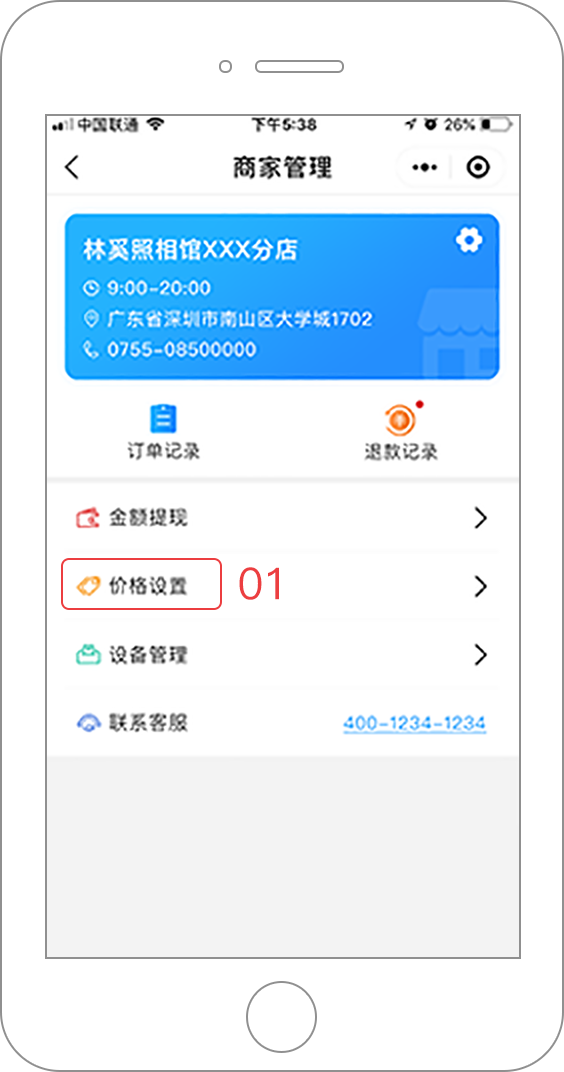 中国联通 下午5:38 26%
商家管理
林奚照相馆XXX分店
9:00-20:00
广东省深圳市南山区大学城1702
0755-08500000
订单记录 退款记录
金额提现
价格设置 01
设备管理
联系客服 400-1234-1234